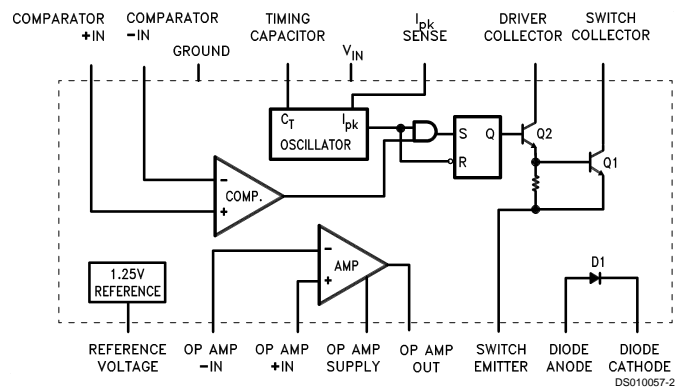 COMPARATOR
+IN
COMPARATOR
−IN
GROUND
TIMING
CAPACITOR
VIN
Ipk
SENSE
DRIVER
COLLECTOR
SWITCH
COLLECTOR
CT
Ipk
OSCILLATOR
S
Q
R
Q2
Q1
−
COMP.
+
−
AMP
+
1.25V
REFERENCE
D1
REFERENCE
VOLTAGE
OP AMP
−IN
OP AMP
+IN
OP AMP
SUPPLY
OP AMP
OUT
SWITCH
EMITTER
DIODE
ANODE
DIODE
CATHODE
DS010057-2